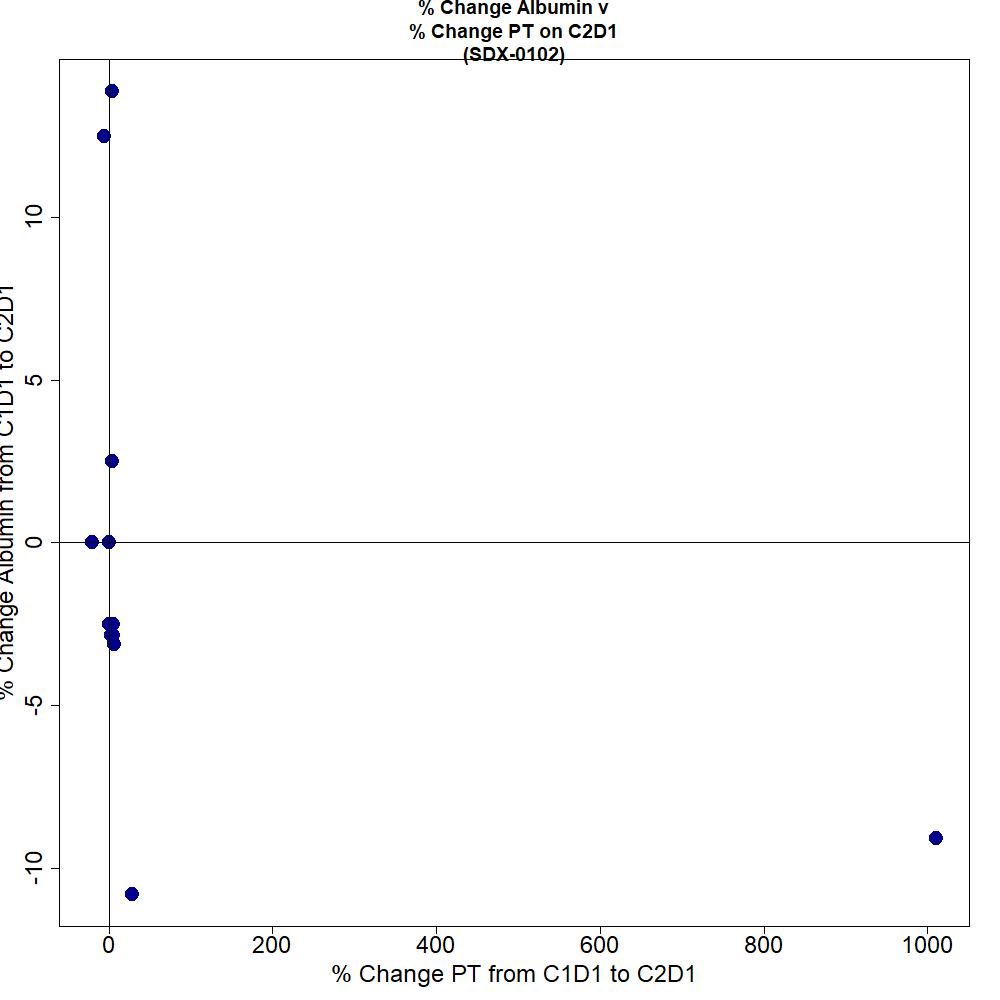 % Change Albumin v
% Change PT on C2D1
(SDX-0102)
% Change Albumin from C1D1 to C2D1
10
5
0
-5
-10
0 200 400 600 800 1000
% Change PT from C1D1 to C2D1